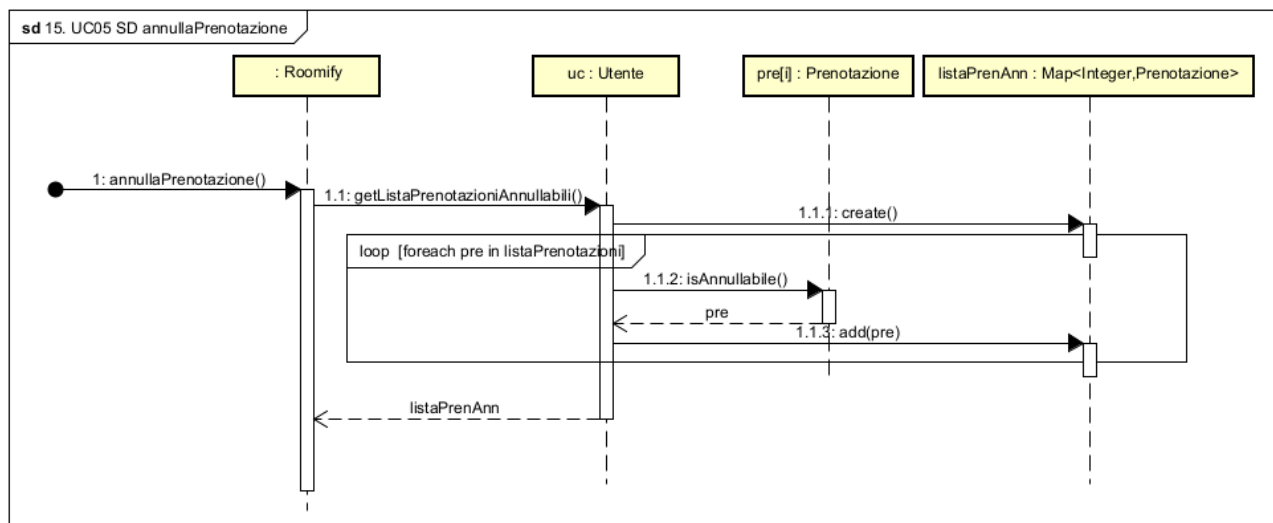 sd 15. UC05 SD annullaPrenotazione
: Roomify
uc : Utente
pre[i] : Prenotazione
listaPrenAnn : Map<Integer,Prenotazione>
1: annullaPrenotazione()
1.1: getListaPrenotazioniAnnullabili()
1.1.1: create()
loop [foreach pre in listaPrenotazioni]
1.1.2: isAnnullabile()
pre
1.1.3: add(pre)
listaPrenAnn